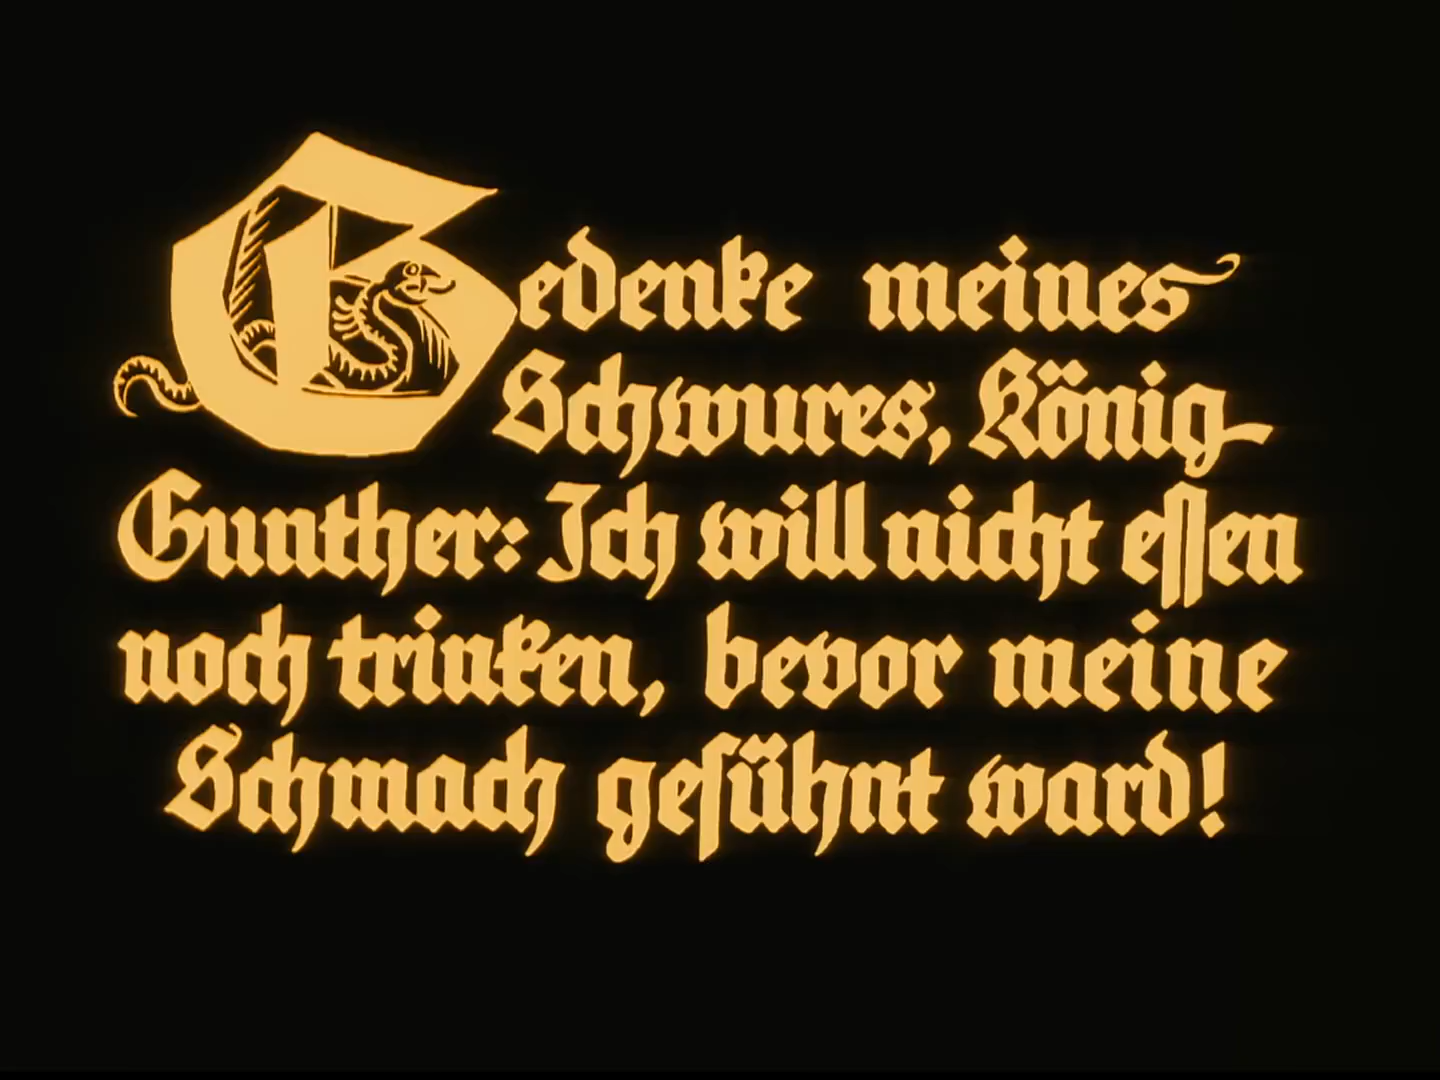 Gedenke meines
Schwures, König
Gunther: Ich will nicht essen
noch trinken, bevor meine
Schmach gesühnt ward!